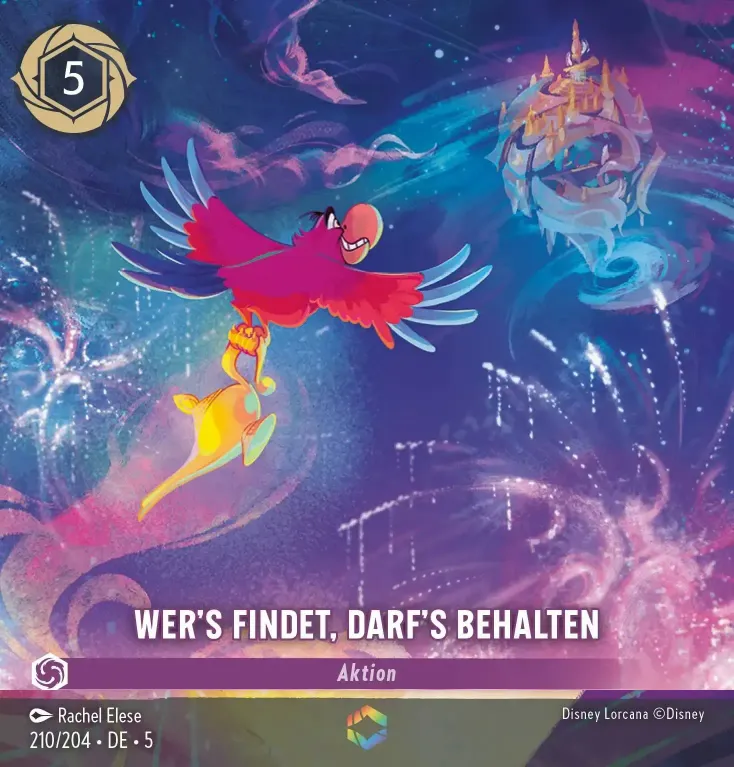 5
WER'S FINDET, DARF'S BEHALTEN
Aktion
Rachel Elese
Disney Lorcana ©Disney
210/204 • DE • 5